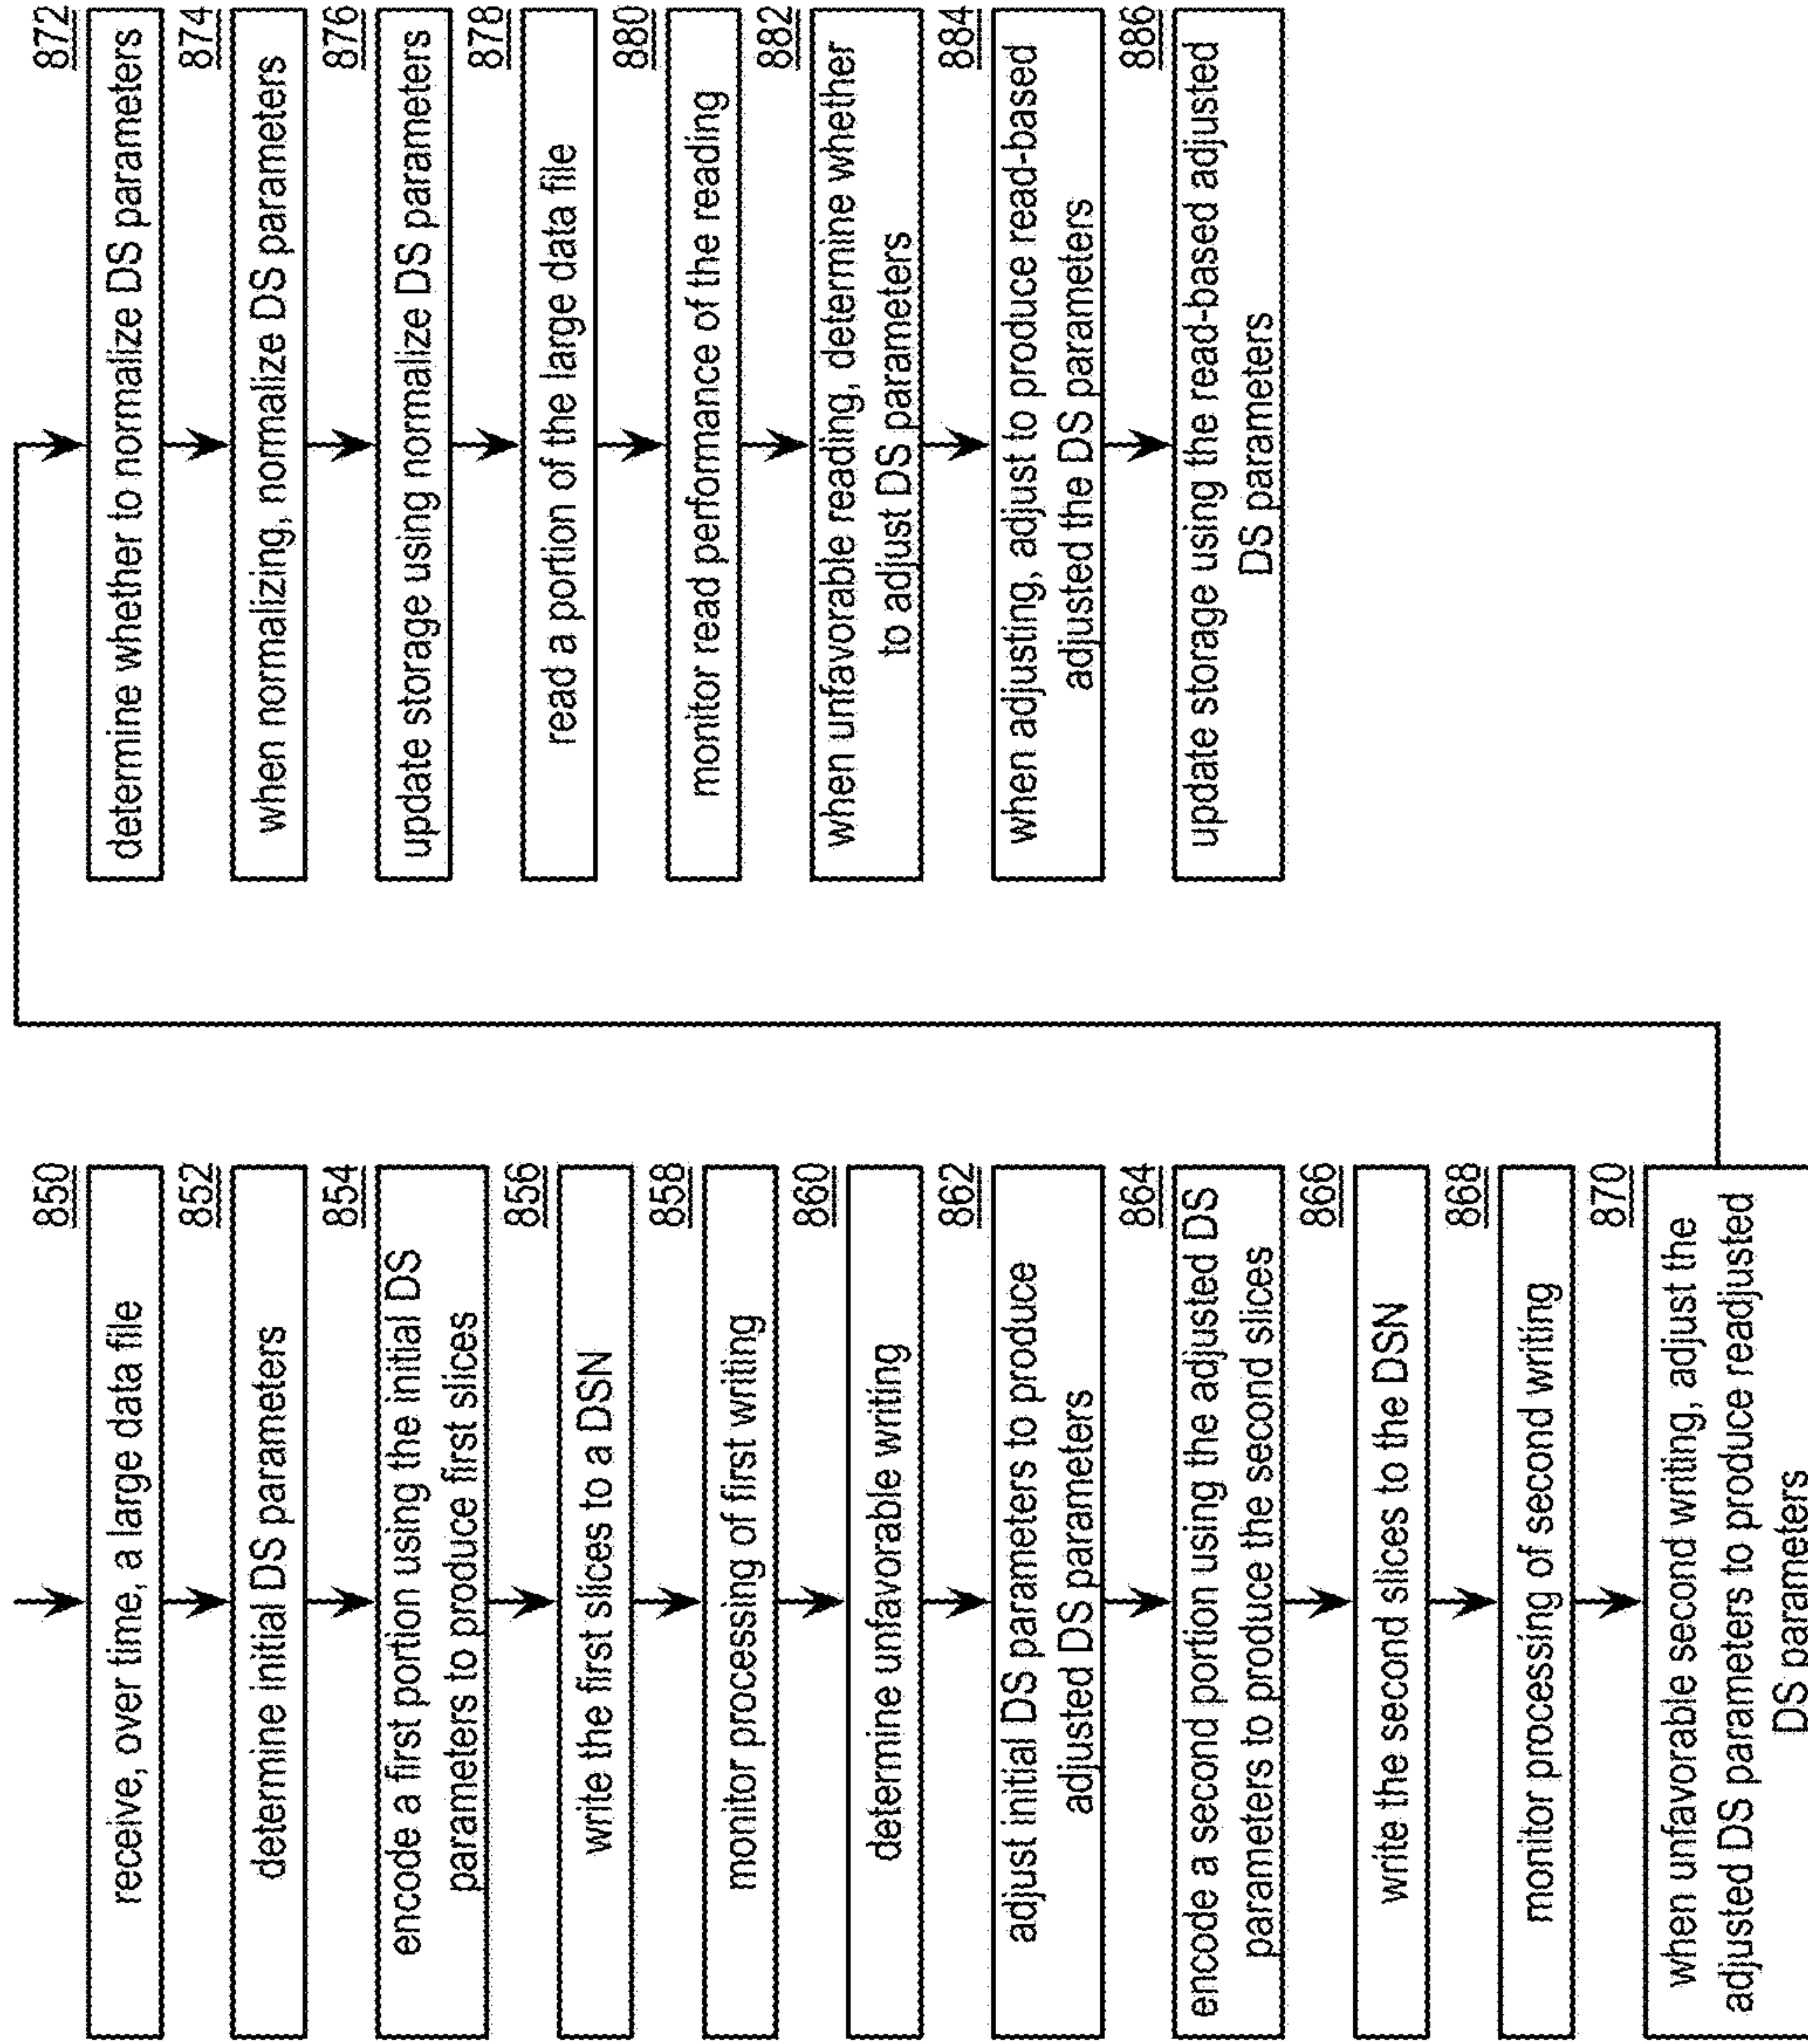 850
receive, over time, a large data file
852
determine initial DS parameters
854
encode a first portion using the initial DS
parameters to produce first slices
856
write the first slices to a DSN
858
monitor processing of first writing
860
determine unfavorable writing
862
adjust initial DS parameters to produce
adjusted DS parameters
864
encode a second portion using the adjusted DS
parameters to produce the second slices
866
write the second slices to the DSN
868
monitor processing of second writing
870
when unfavorable second writing, adjust the
adjusted DS parameters to produce readjusted
DS parameters
872
determine whether to normalize DS parameters
874
when normalizing, normalize DS parameters
876
update storage using normalize DS parameters
878
read a portion of the large data file
880
monitor read performance of the reading
882
when unfavorable reading, determine whether
to adjust DS parameters
884
when adjusting, adjust to produce read-based
adjusted the DS parameters
886
update storage using the read-based adjusted
DS parameters